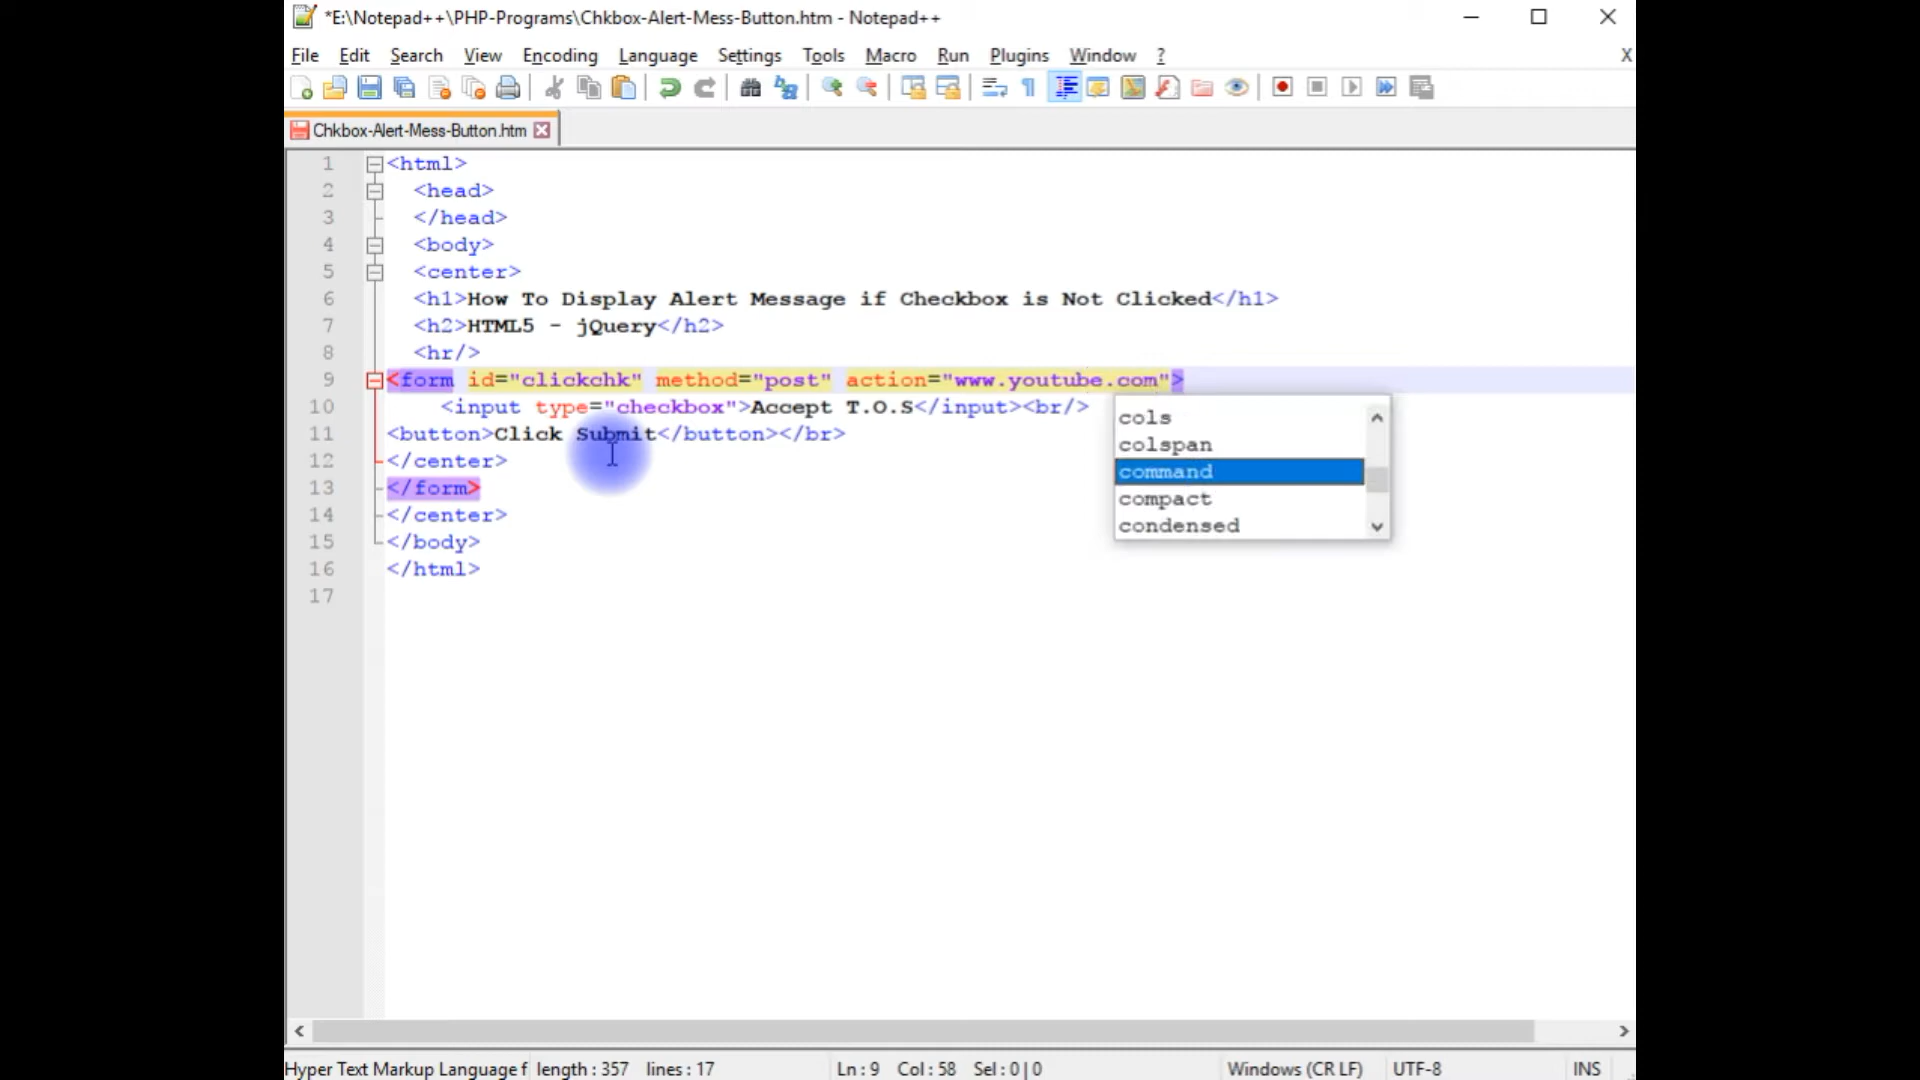 *E:\Notepad++\PHP-Programs\Chkbox-Alert-Mess-Button.htm - Notepad++
File Edit Search View Encoding Language Settings Tools Macro Run Plugins Window ? X
Chkbox-Alert-Mess-Button.htm
1 <html>
2 <head>
3 </head>
4 <body>
5 <center>
6 <h1>How To Display Alert Message if Checkbox is Not Clicked</h1>
7 <h2>HTML5 - jQuery</h2>
8 <hr/>
9 <form id="clickchk" method="post" action="www.youtube.com">
10 <input type="checkbox">Accept T.O.S</input><br/>
11 <button>Click Submit</button></br>
12 </center>
13 </form>
14 </center>
15 </body>
16 </html>
17
cols
colspan
command
compact
condensed
Hyper Text Markup Language f length : 357 lines : 17 Ln : 9 Col : 58 Sel : 0 | 0 Windows (CR LF) UTF-8 INS